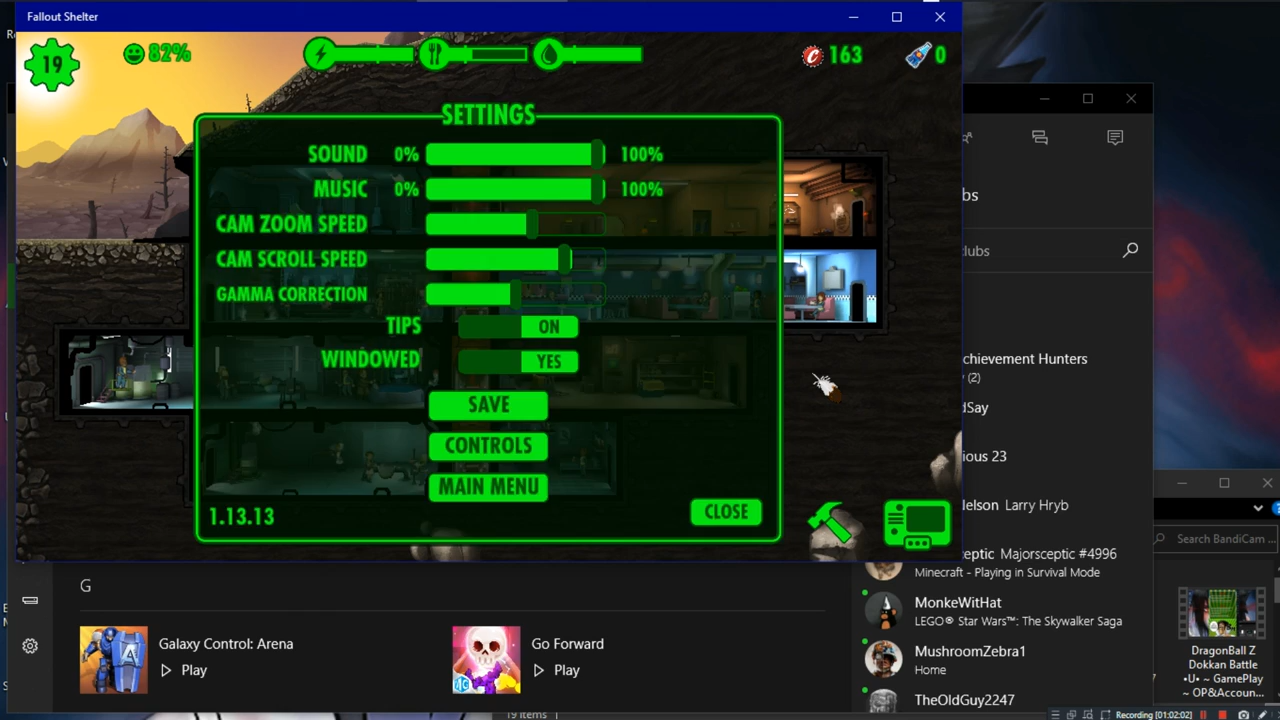 Fallout Shelter
19
82%
163
0
SETTINGS
SOUND 0% 100%
MUSIC 0% 100%
CAM ZOOM SPEED
CAM SCROLL SPEED
GAMMA CORRECTION
TIPS ON
WINDOWED YES
SAVE
CONTROLS
MAIN MENU
1.13.13
CLOSE
G
Galaxy Control: Arena
Play
Go Forward
Play
19 items
bs
lubs
chievement Hunters
(2)
dSay
ious 23
lelson Larry Hryb
eptic Majorsceptic #4996
Minecraft - Playing in Survival Mode
MonkeWitHat
LEGO® Star Wars™: The Skywalker Saga
MushroomZebra1
Home
TheOldGuy2247
Search BandiCam ...
DragonBall Z
Dokkan Battle
•U• ~ GamePlay
~ OP&Accoun...
Recording [01:02:02]